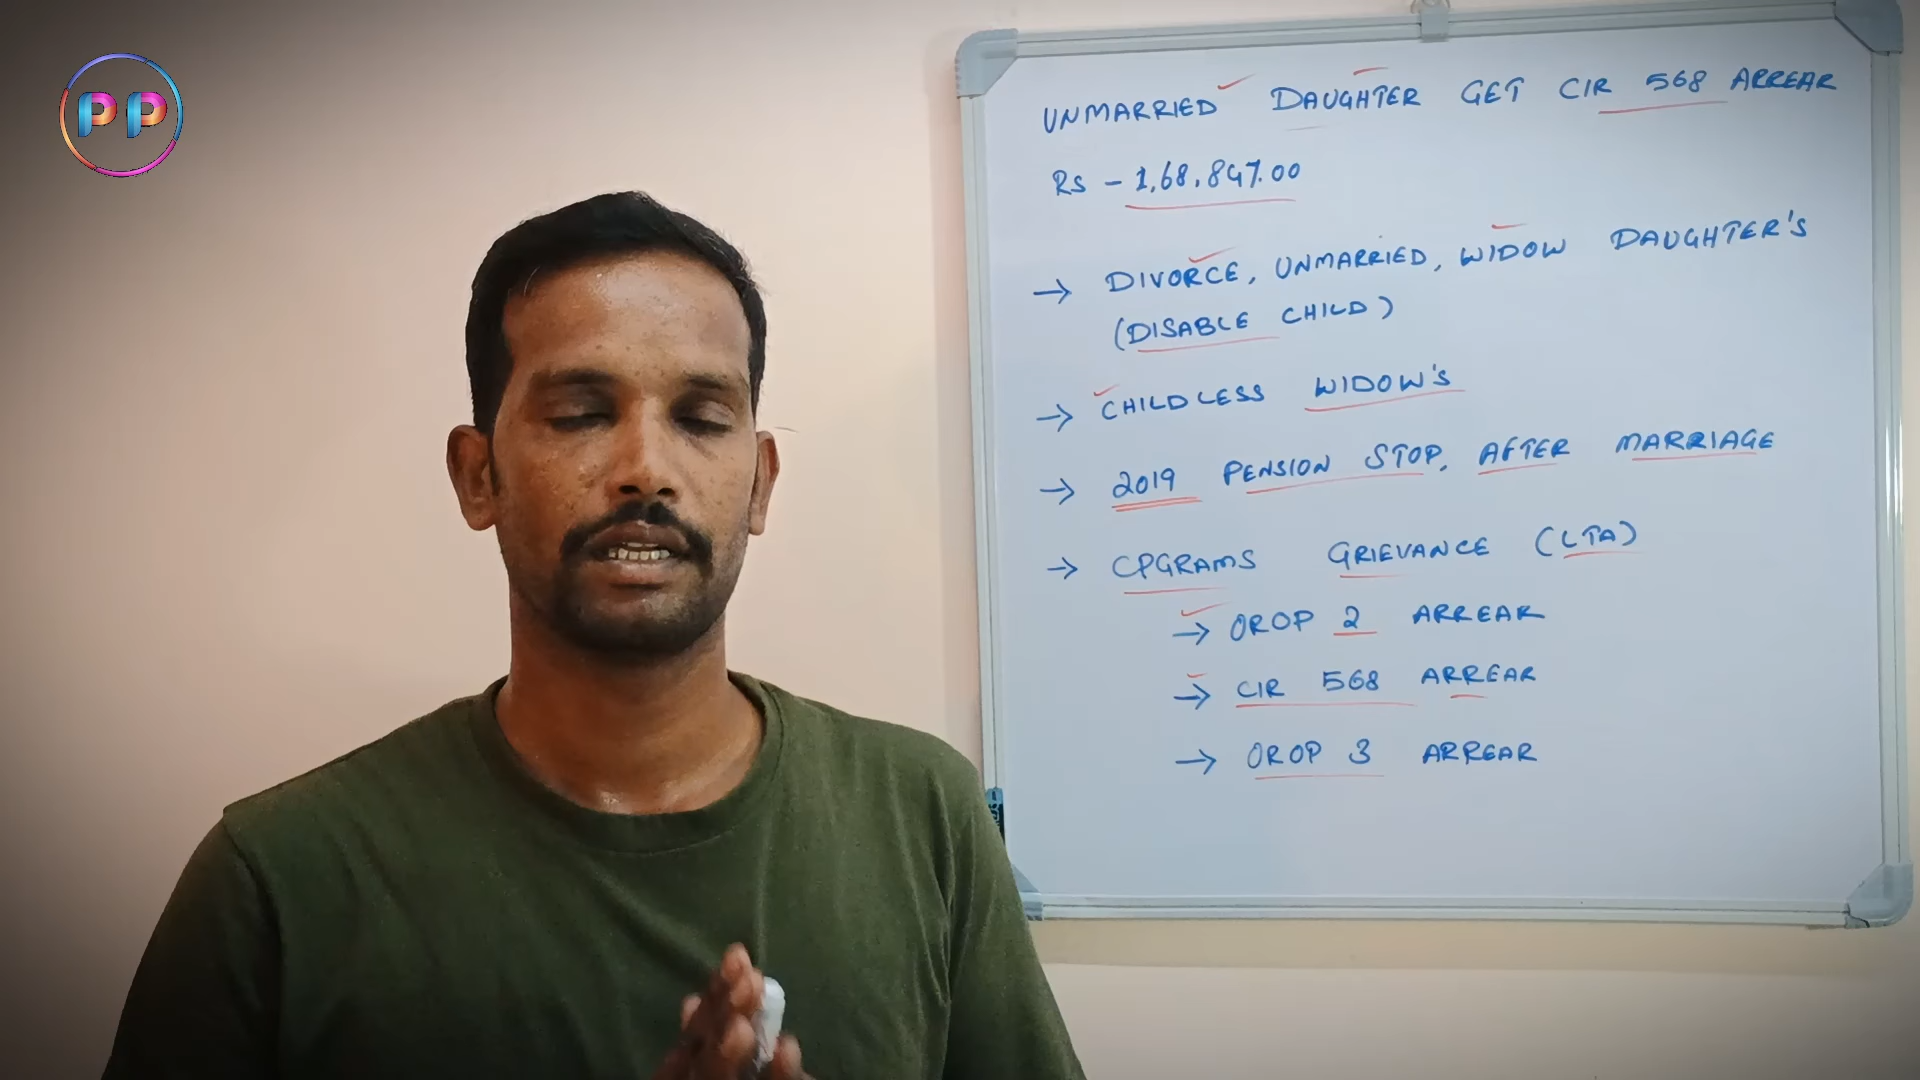 PP
UNMARRIED DAUGHTER GET CIR 568 ARREAR
RS - 1,68,847.00
→ DIVORCE, UNMARRIED, WIDOW DAUGHTER'S
(DISABLE CHILD)
→ CHILDLESS WIDOW'S
→ 2019 PENSION STOP, AFTER MARRIAGE
→ CPGRAMS GRIEVANCE (LTA)
→ OROP 2 ARREAR
→ CIR 568 ARREAR
→ OROP 3 ARREAR